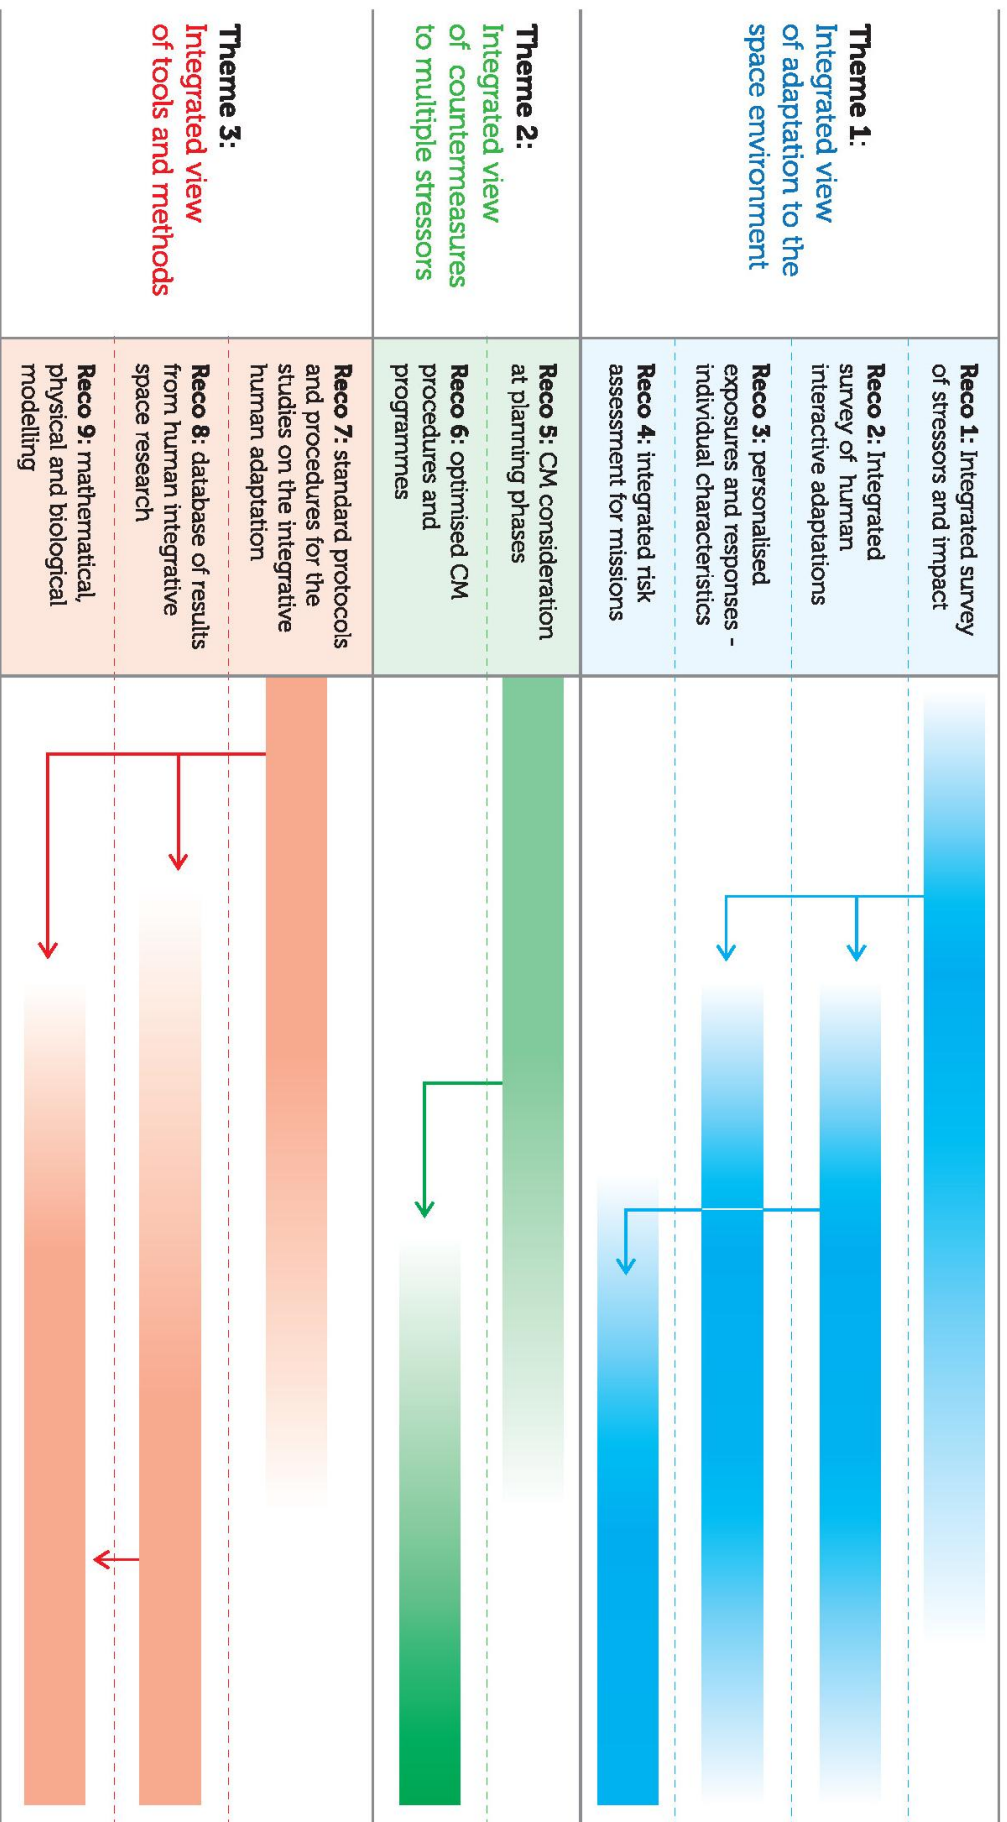 Theme 1:
Integrated view
of adaptation to the
space environment
Reco 1: Integrated survey
of stressors and impact
Reco 2: Integrated
survey of human
interactive adaptations
Reco 3: personalised
exposures and responses -
individual characteristics
Reco 4: integrated risk
assessment for missions
Theme 2:
Integrated view
of countermeasures
to multiple stressors
Reco 5: CM consideration
at planning phases
Reco 6: optimised CM
procedures and
programmes
Theme 3:
Integrated view
of tools and methods
Reco 7: standard protocols
and procedures for the
studies on the integrative
human adaptation
Reco 8: database of results
from human integrative
space research
Reco 9: mathematical,
physical and biological
modelling